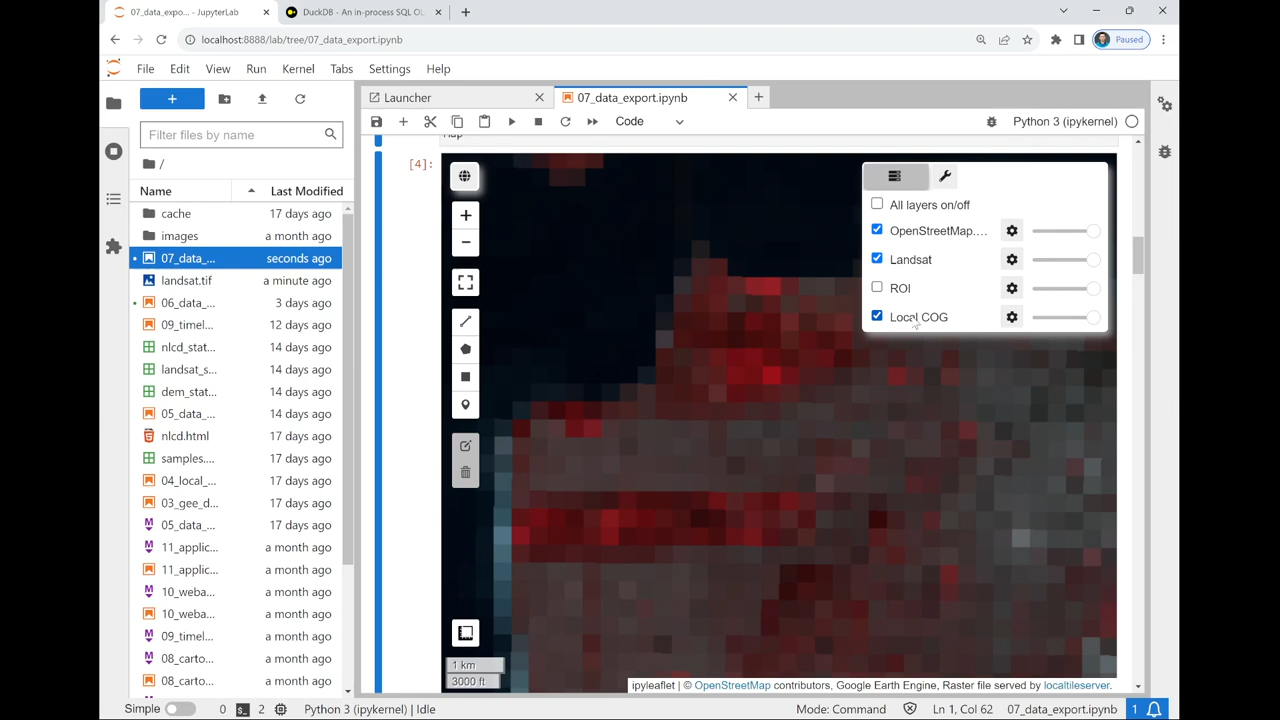 07_data_expo... - JupyterLab
DuckDB - An in-process SQL OL
localhost:8888/lab/tree/07_data_export.ipynb
Paused
File Edit View Run Kernel Tabs Settings Help
Launcher
07_data_export.ipynb
Filter files by name
Code
Python 3 (ipykernel)
/
Name
Last Modified
cache 17 days ago
images a month ago
07_data_... seconds ago
landsat.tif a minute ago
06_data_... 3 days ago
09_timel... 12 days ago
nlcd_stat... 14 days ago
landsat_s... 14 days ago
dem_stat... 14 days ago
05_data_... 14 days ago
nlcd.html 17 days ago
samples.... 17 days ago
04_local_... 17 days ago
03_gee_d... 17 days ago
05_data_... 17 days ago
11_applic... a month ago
11_applic... a month ago
10_weba... a month ago
10_weba... a month ago
09_timel... a month ago
08_carto... a month ago
08_carto... a month ago
[4]:
All layers on/off
OpenStreetMap....
Landsat
ROI
Local COG
1 km
3000 ft
ipyleaflet | © OpenStreetMap contributors, Google Earth Engine, Raster file served by localtileserver.
Simple 0 2 Python 3 (ipykernel) | Idle
Mode: Command Ln 1, Col 62 07_data_export.ipynb 1